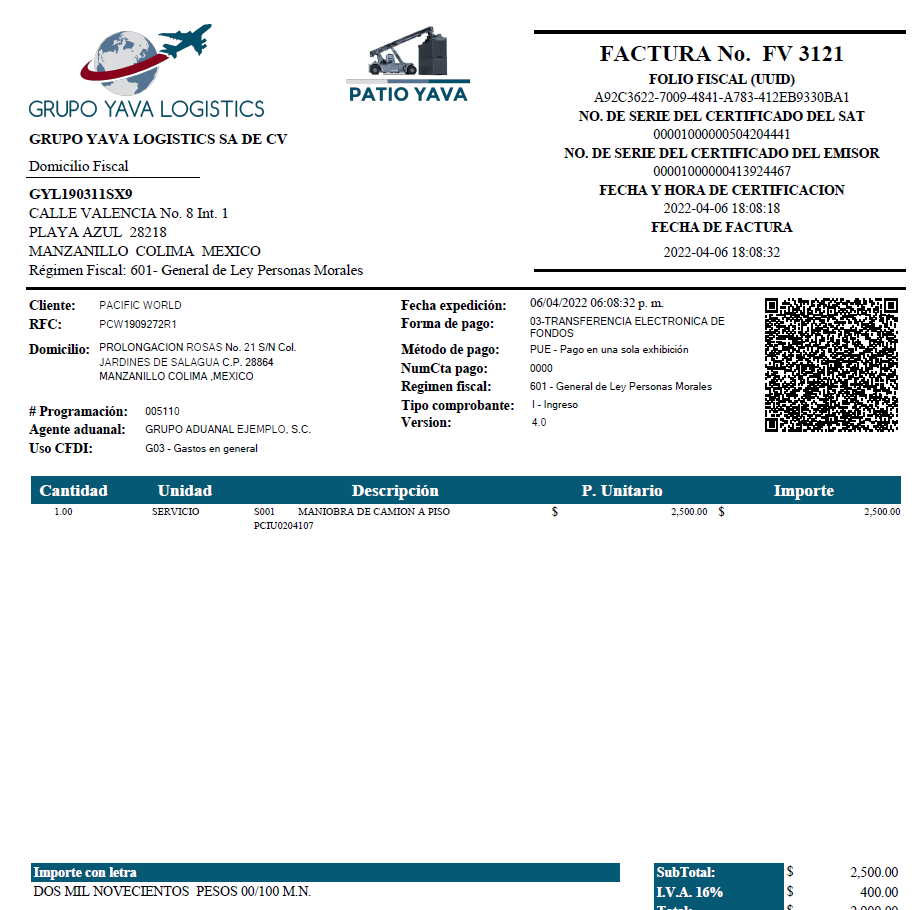 GRUPO YAVA LOGISTICS
PATIO YAVA
GRUPO YAVA LOGISTICS SA DE CV
Domicilio Fiscal
GYL190311SX9
CALLE VALENCIA No. 8 Int. 1
PLAYA AZUL 28218
MANZANILLO COLIMA MEXICO
Régimen Fiscal: 601- General de Ley Personas Morales
FACTURA No. FV 3121
FOLIO FISCAL (UUID)
A92C3622-7009-4841-A783-412EB9330BA1
NO. DE SERIE DEL CERTIFICADO DEL SAT
00001000000504204441
NO. DE SERIE DEL CERTIFICADO DEL EMISOR
00001000000413924467
FECHA Y HORA DE CERTIFICACION
2022-04-06 18:08:18
FECHA DE FACTURA
2022-04-06 18:08:32
Cliente: PACIFIC WORLD
RFC: PCW1909272R1
Domicilio: PROLONGACION ROSAS No. 21 S/N Col.
JARDINES DE SALAGUA C.P. 28864
MANZANILLO COLIMA ,MEXICO
# Programación: 005110
Agente aduanal: GRUPO ADUANAL EJEMPLO, S.C.
Uso CFDI: G03 - Gastos en general
Fecha expedición: 06/04/2022 06:08:32 p. m.
Forma de pago: 03-TRANSFERENCIA ELECTRONICA DE
FONDOS
Método de pago: PUE - Pago en una sola exhibición
NumCta pago: 0000
Regimen fiscal: 601 - General de Ley Personas Morales
Tipo comprobante: I - Ingreso
Version: 4.0
Cantidad Unidad Descripción P. Unitario Importe
1.00 SERVICIO S001 MANIOBRA DE CAMION A PISO $ 2,500.00 $ 2,500.00
PCIU0204107
Importe con letra
DOS MIL NOVECIENTOS PESOS 00/100 M.N.
SubTotal: $ 2,500.00
I.V.A. 16% $ 400.00
Total: $ 2,900.00